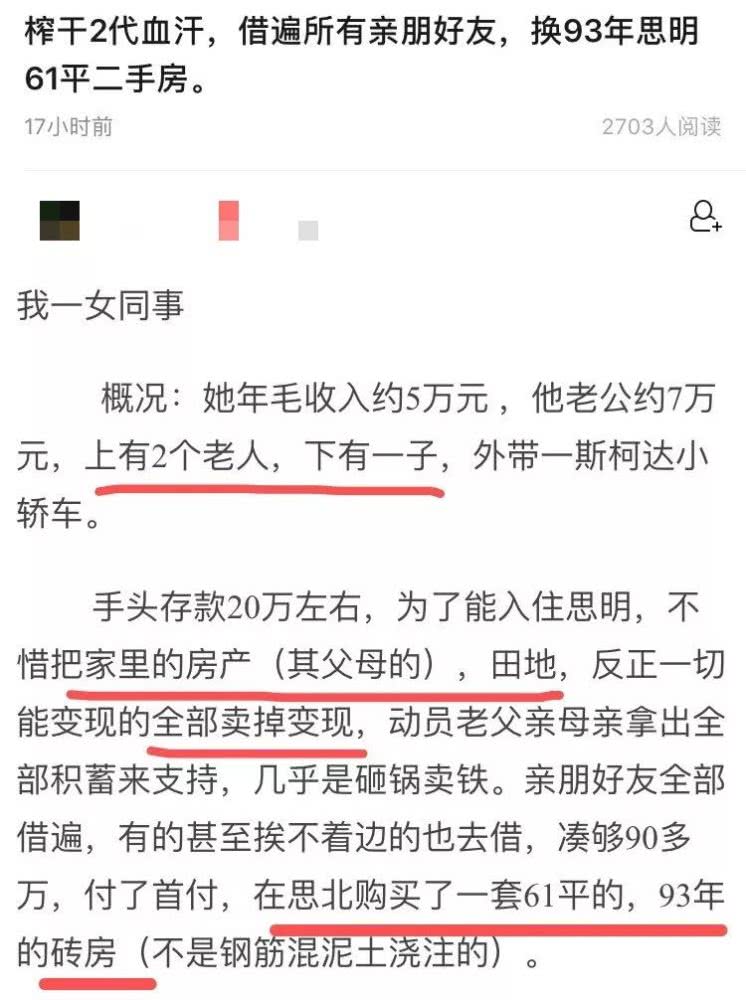 榨干2代血汗，借遍所有亲朋好友，换93年思明
61平二手房。
17小时前 2703人阅读
我一女同事
概况：她年毛收入约5万元 ，他老公约7万
元，上有2个老人，下有一子，外带一斯柯达小
轿车。
手头存款20万左右，为了能入住思明，不
惜把家里的房产（其父母的），田地，反正一切
能变现的全部卖掉变现，动员老父亲母亲拿出全
部积蓄来支持，几乎是砸锅卖铁。亲朋好友全部
借遍，有的甚至挨不着边的也去借，凑够90多
万，付了首付，在思北购买了一套61平的，93年
的砖房（不是钢筋混泥土浇注的）。